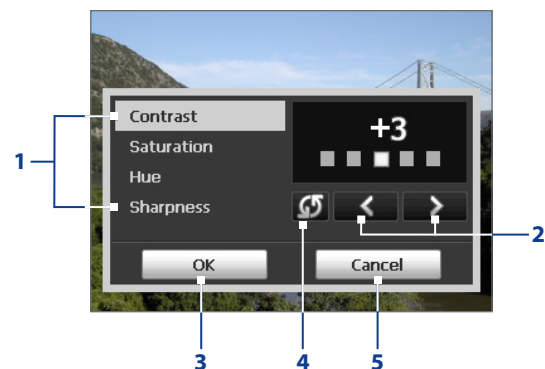 Contrast
+3
Saturation
Hue
Sharpness
OK
Cancel
1
2
3
4
5